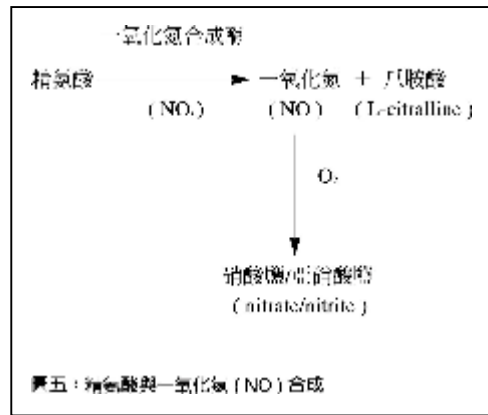 一氧化氮合成酶
精氨酸 一氧化氮 + 瓜胺酸
(NOs) (NO) (L-citralline)
O₂
硝酸鹽/亞硝酸鹽
(nitrate/nitrite)
圖五：精氨酸與一氧化氮(NO)合成